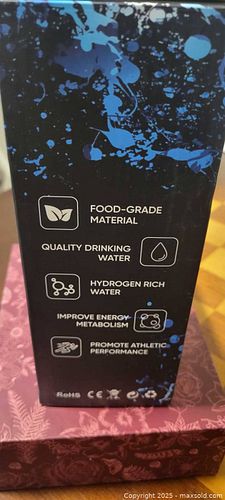 FOOD-GRADE
MATERIAL
QUALITY DRINKING
WATER
HYDROGEN RICH
WATER
IMPROVE ENERGY
METABOLISM
PROMOTE ATHLETIC
PERFORMANCE
RoHS CE
Copyright 2025 - maxsold.com